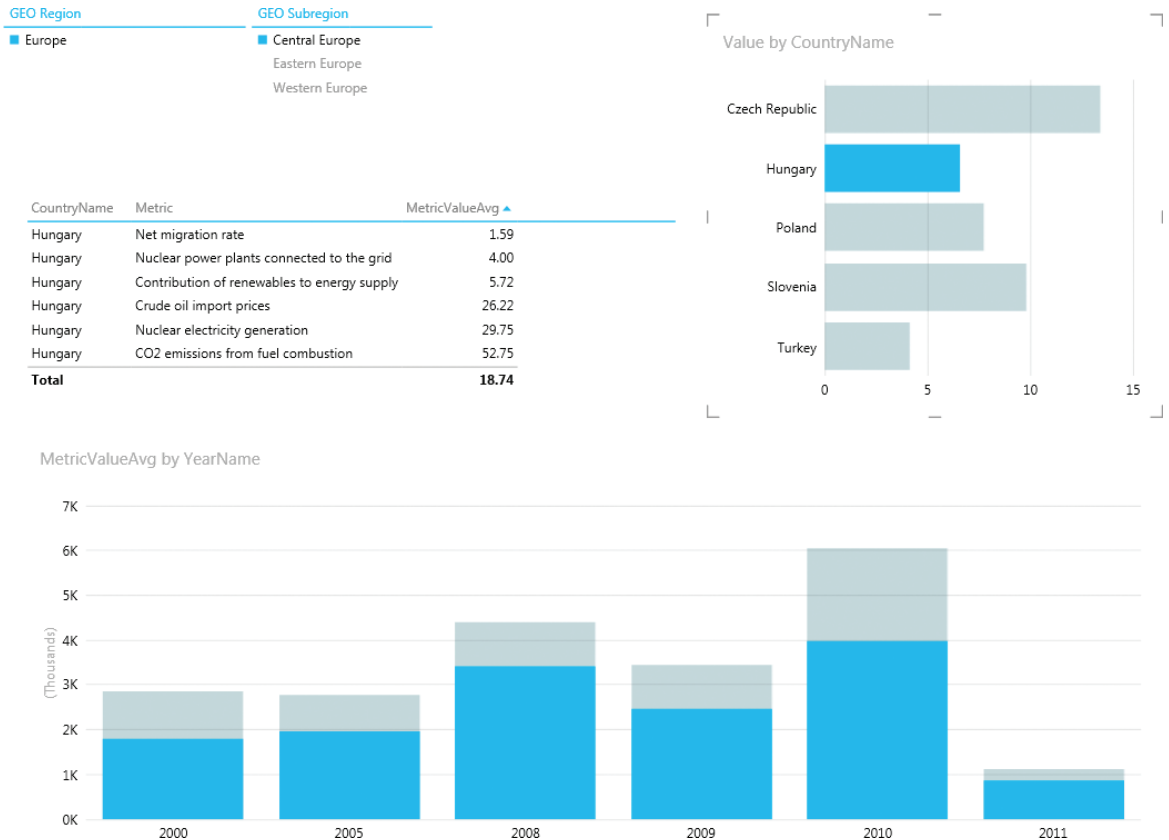 GEO Region
Europe
GEO Subregion
Central Europe
Eastern Europe
Western Europe
CountryName Metric MetricValueAvg
Hungary Net migration rate 1.59
Hungary Nuclear power plants connected to the grid 4.00
Hungary Contribution of renewables to energy supply 5.72
Hungary Crude oil import prices 26.22
Hungary Nuclear electricity generation 29.75
Hungary CO2 emissions from fuel combustion 52.75
Total 18.74
Value by CountryName
Czech Republic
Hungary
Poland
Slovenia
Turkey
0 5 10 15
MetricValueAvg by YearName
(Thousands)
7K
6K
5K
4K
3K
2K
1K
0K
2000 2005 2008 2009 2010 2011